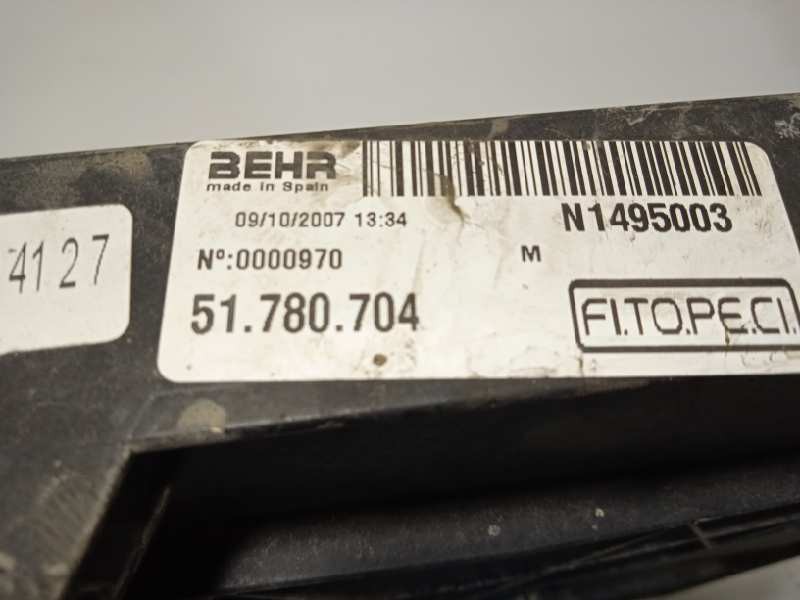 BEHR
made in Spain
N1495003
09/10/2007 13:34
Nº:0000970
M
51.780.704
FI.TO.PE.CI.
4127